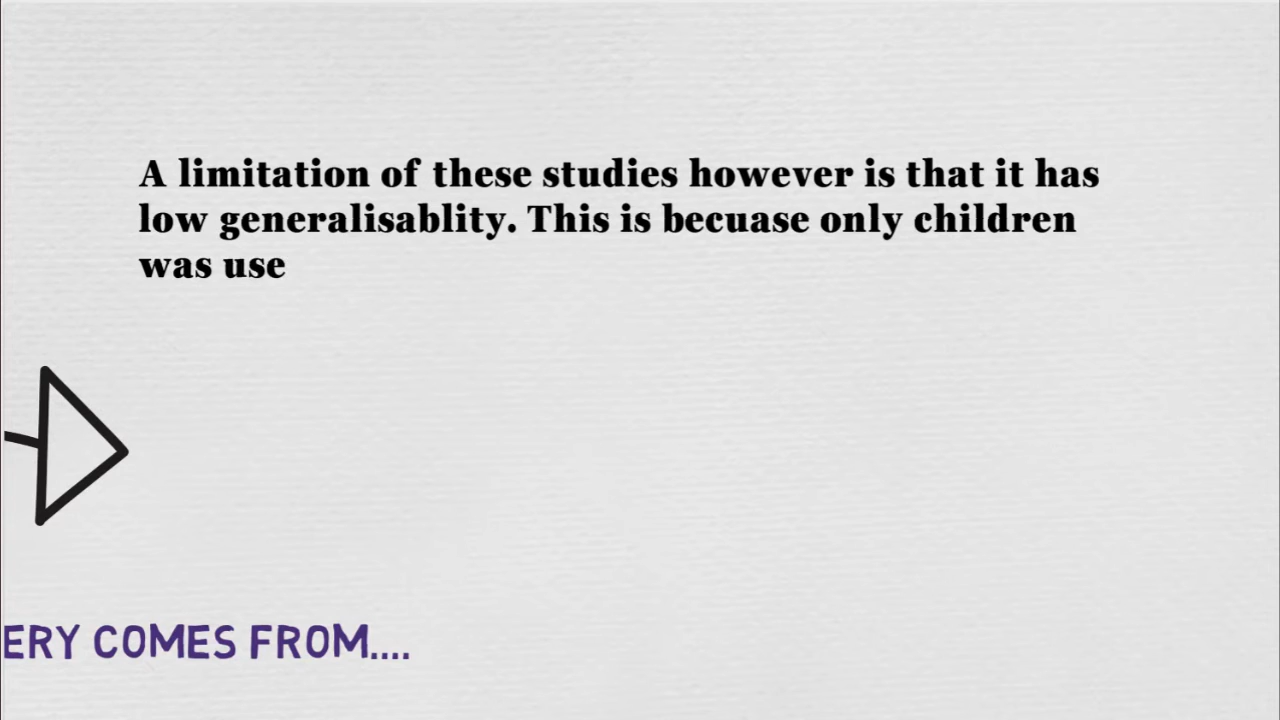 A limitation of these studies however is that it has
low generalisablity. This is becuase only children
was use
ERY COMES FROM....